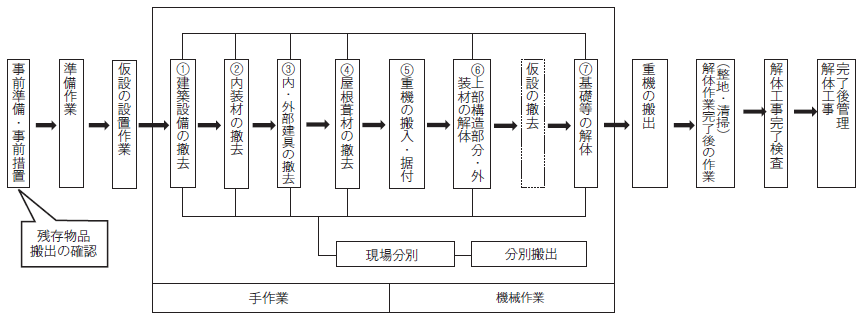 事前準備・事前措置
準備作業
仮設の設置作業
①建築設備の撤去
②内装材の撤去
③内・外部建具の撤去
④屋根葺材の撤去
⑤重機の搬入・据付
⑥上部構造部分・外
装材の解体
仮設の撤去
⑦基礎等の解体
重機の搬出
解体作業完了後の作業
（整地・清掃）
解体工事完了検査
解体工事
完了後管理
残存物品
搬出の確認
現場分別
分別搬出
手作業
機械作業